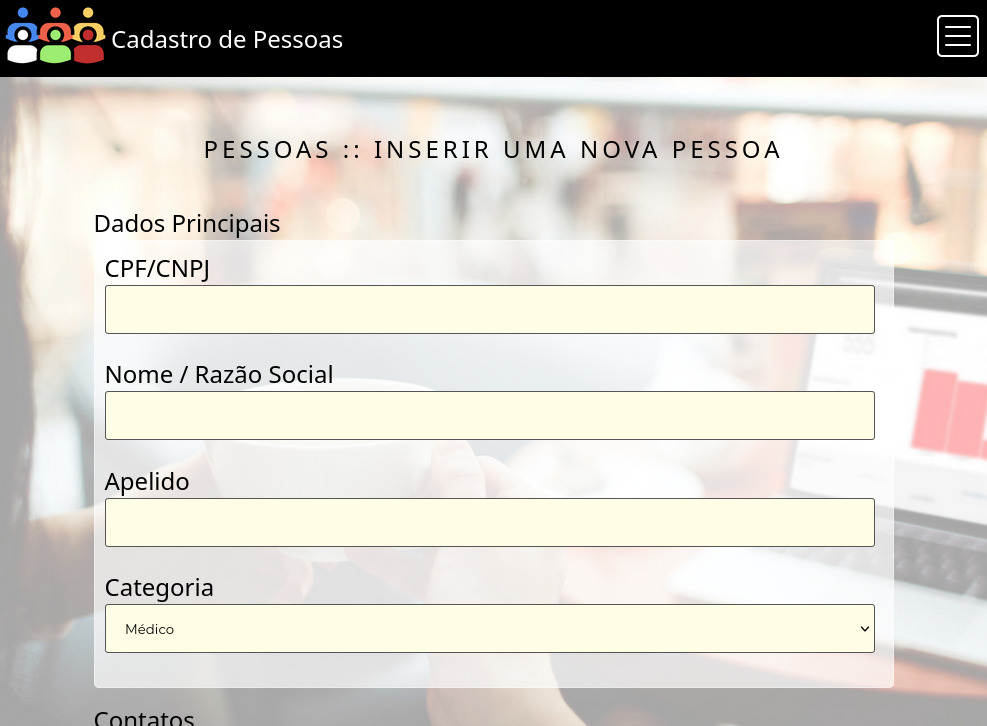 Cadastro de Pessoas
PESSOAS :: INSERIR UMA NOVA PESSOA
Dados Principais
CPF/CNPJ
Nome / Razão Social
Apelido
Categoria
Médico
Contatos